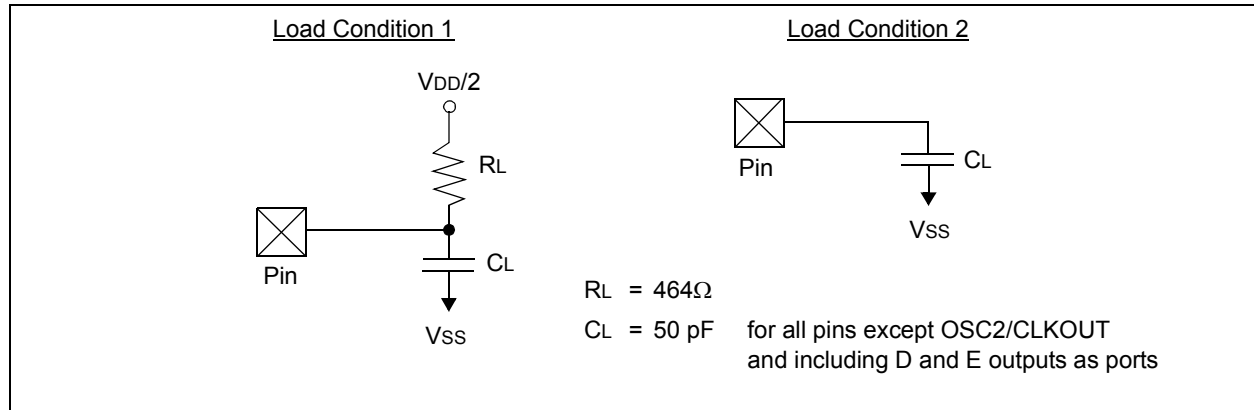 Load Condition 1
VDD/2
RL
Pin
CL
VSS
Load Condition 2
Pin
CL
VSS
RL = 464Ω
CL = 50 pF for all pins except OSC2/CLKOUT
and including D and E outputs as ports